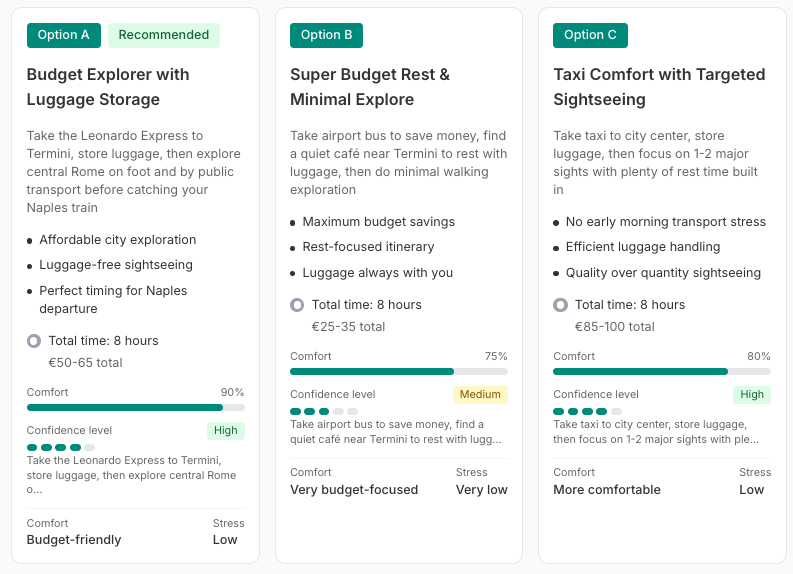 Option A Recommended
Budget Explorer with
Luggage Storage
Take the Leonardo Express to
Termini, store luggage, then explore
central Rome on foot and by public
transport before catching your
Naples train
Affordable city exploration
Luggage-free sightseeing
Perfect timing for Naples
departure
Total time: 8 hours
€50-65 total
Comfort 90%
Confidence level High
Take the Leonardo Express to Termini,
store luggage, then explore central Rome
o...
Comfort Stress
Budget-friendly Low
Option B
Super Budget Rest &
Minimal Explore
Take airport bus to save money, find
a quiet café near Termini to rest with
luggage, then do minimal walking
exploration
Maximum budget savings
Rest-focused itinerary
Luggage always with you
Total time: 8 hours
€25-35 total
Comfort 75%
Confidence level Medium
Take airport bus to save money, find a
quiet café near Termini to rest with lugg...
Comfort Stress
Very budget-focused Very low
Option C
Taxi Comfort with Targeted
Sightseeing
Take taxi to city center, store
luggage, then focus on 1-2 major
sights with plenty of rest time built
in
No early morning transport stress
Efficient luggage handling
Quality over quantity sightseeing
Total time: 8 hours
€85-100 total
Comfort 80%
Confidence level High
Take taxi to city center, store luggage,
then focus on 1-2 major sights with ple...
Comfort Stress
More comfortable Low